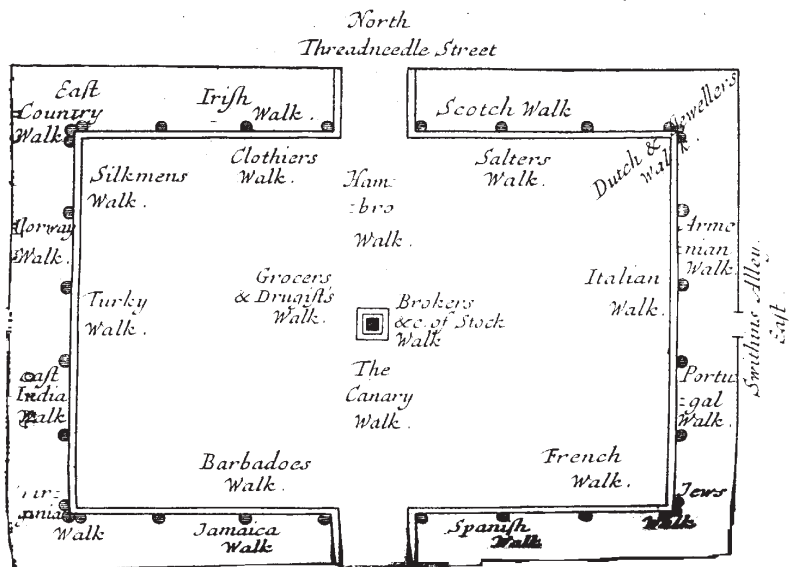 North
Threadneedle Street
East
Country
Walk
Irish
Walk.
Scotch Walk
Dutch & Jewellers
Walk.
Silkmens
Walk.
Clothiers
Walk.
Ham:
:bro
Walk.
Salters
Walk.
Norway
Walk.
Arme
:nian
Walk.
Turky
Walk.
Grocers
& Drugists
Walk.
Brokers
&c. of Stock
Walk
Italian
Walk.
Smithins Alley.
East
East
India
Walk
The
Canary
Walk.
Portu
:gal
Walk.
Barbadoes
Walk.
French
Walk.
Vir:
:ginia
Walk
Jamaica
Walk
Spanish
Walk
Jews
Walk